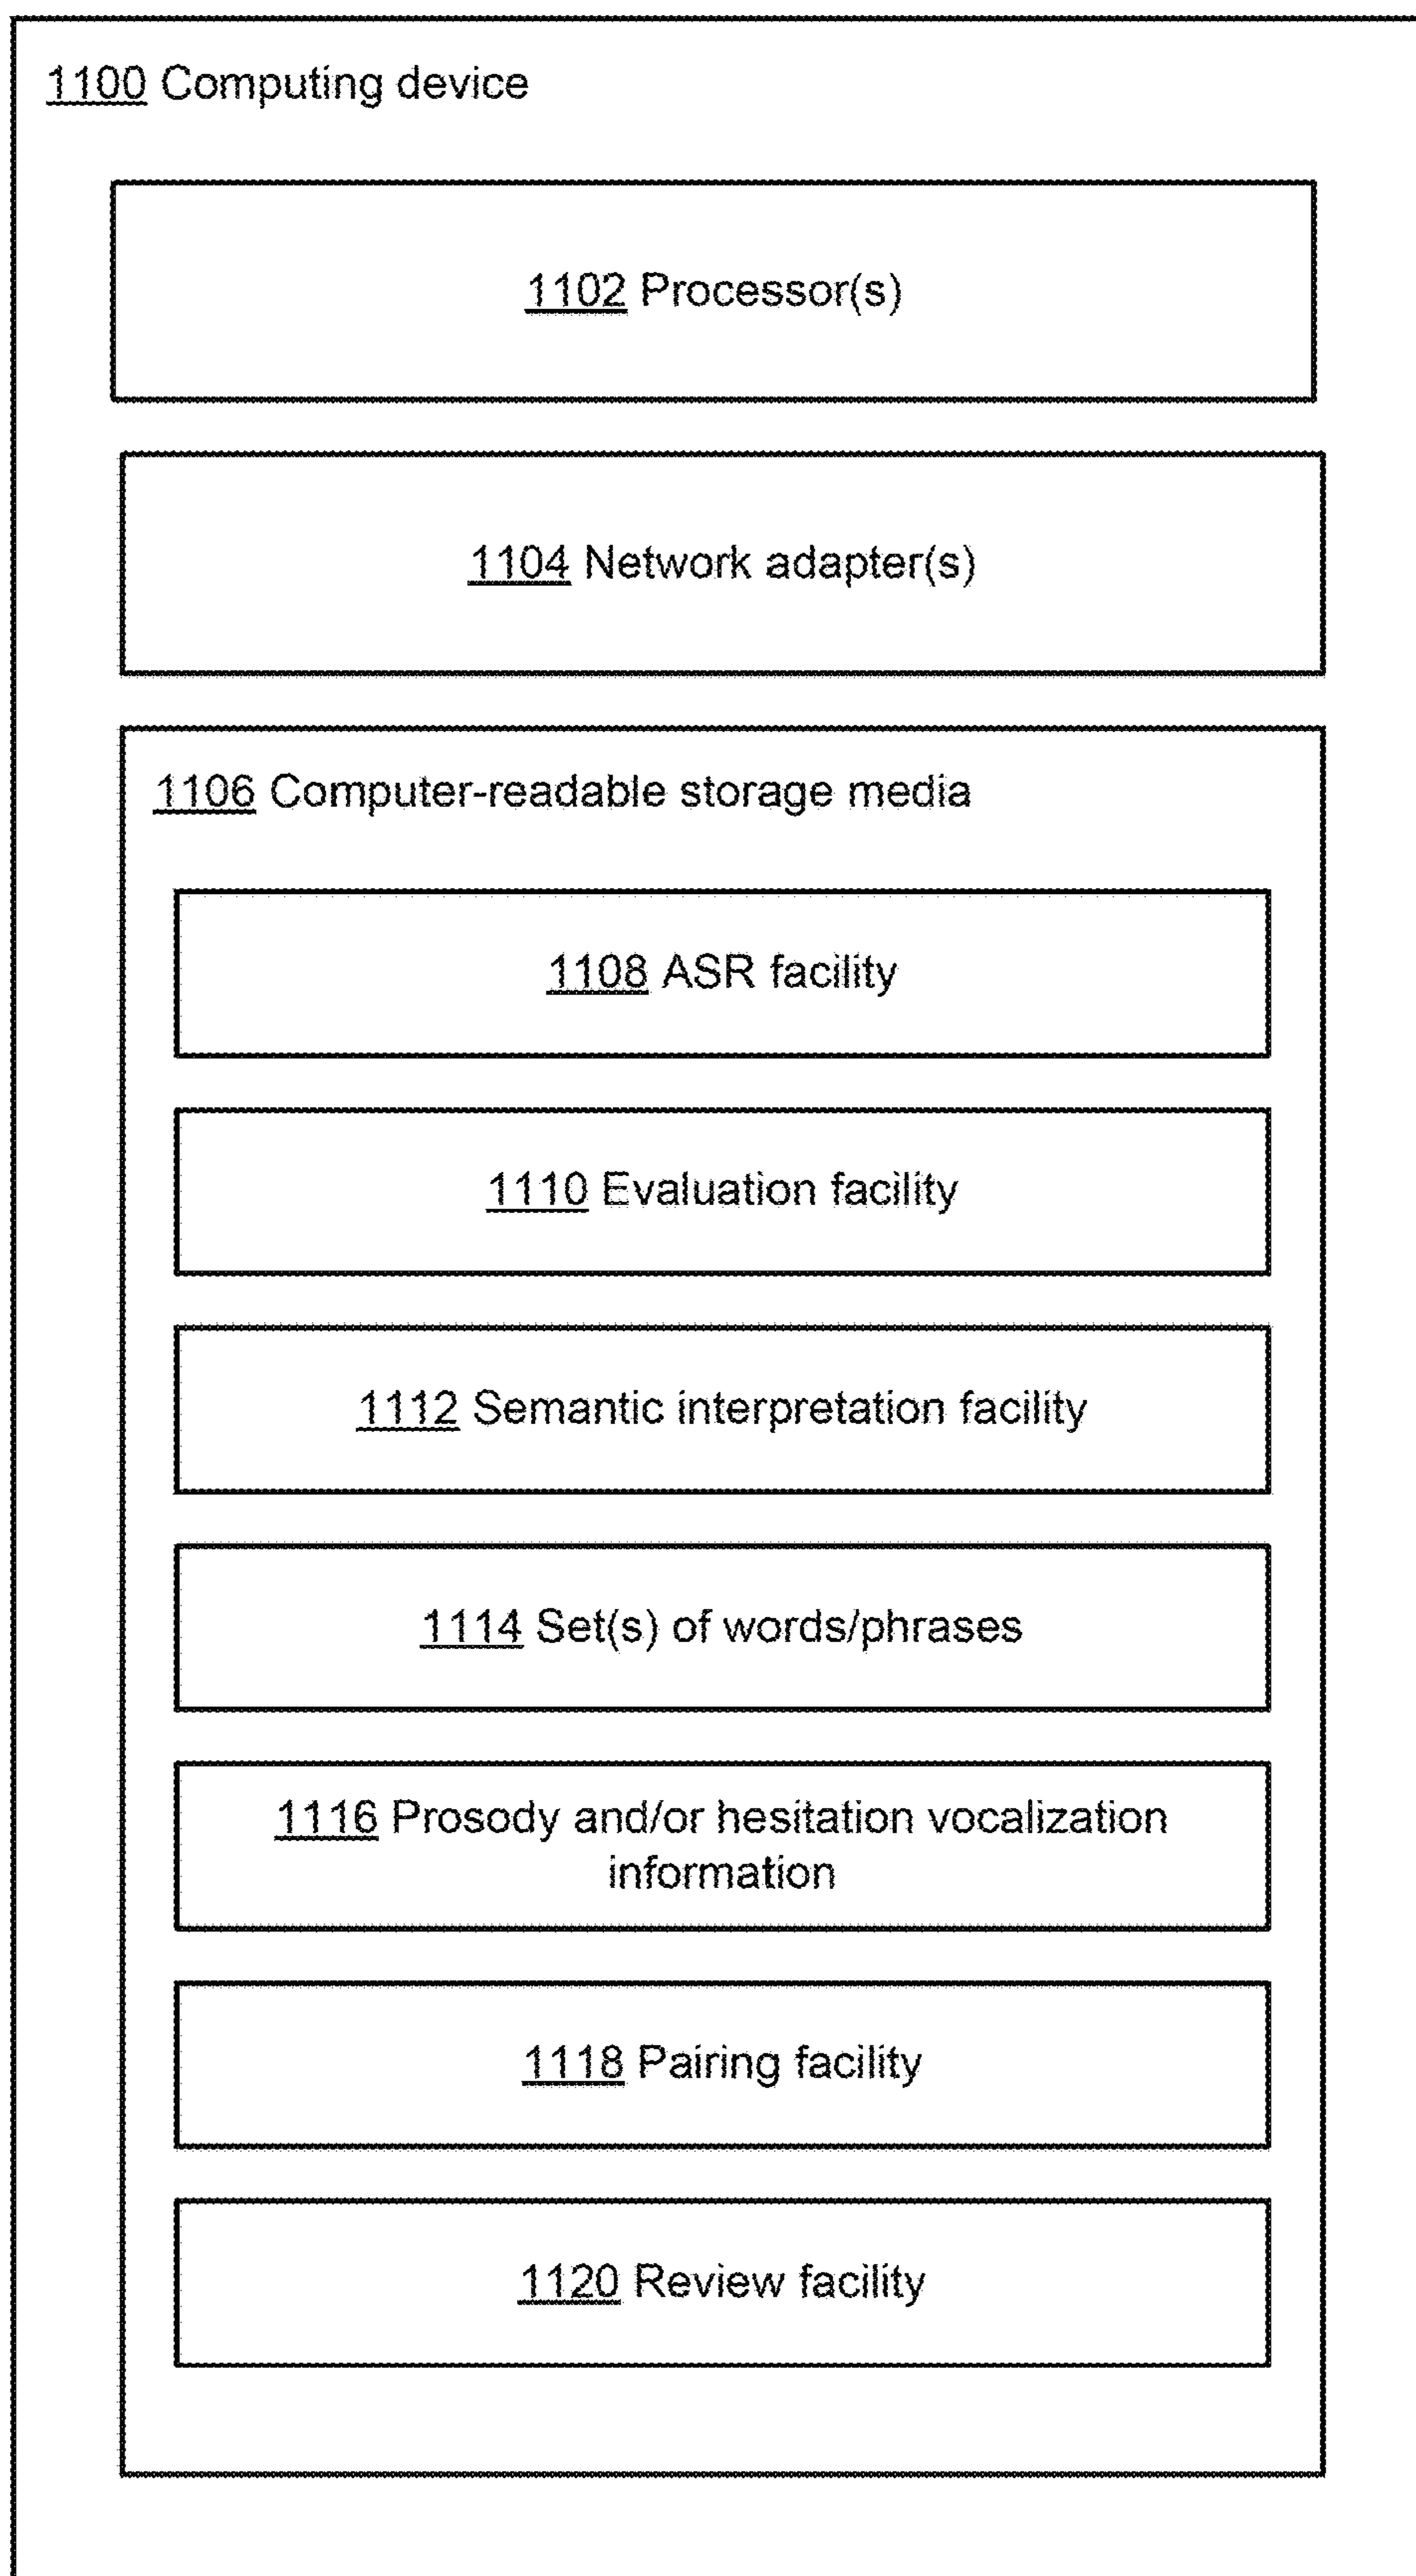 1100 Computing device
1102 Processor(s)
1104 Network adapter(s)
1106 Computer-readable storage media
1108 ASR facility
1110 Evaluation facility
1112 Semantic interpretation facility
1114 Set(s) of words/phrases
1116 Prosody and/or hesitation vocalization
information
1118 Pairing facility
1120 Review facility